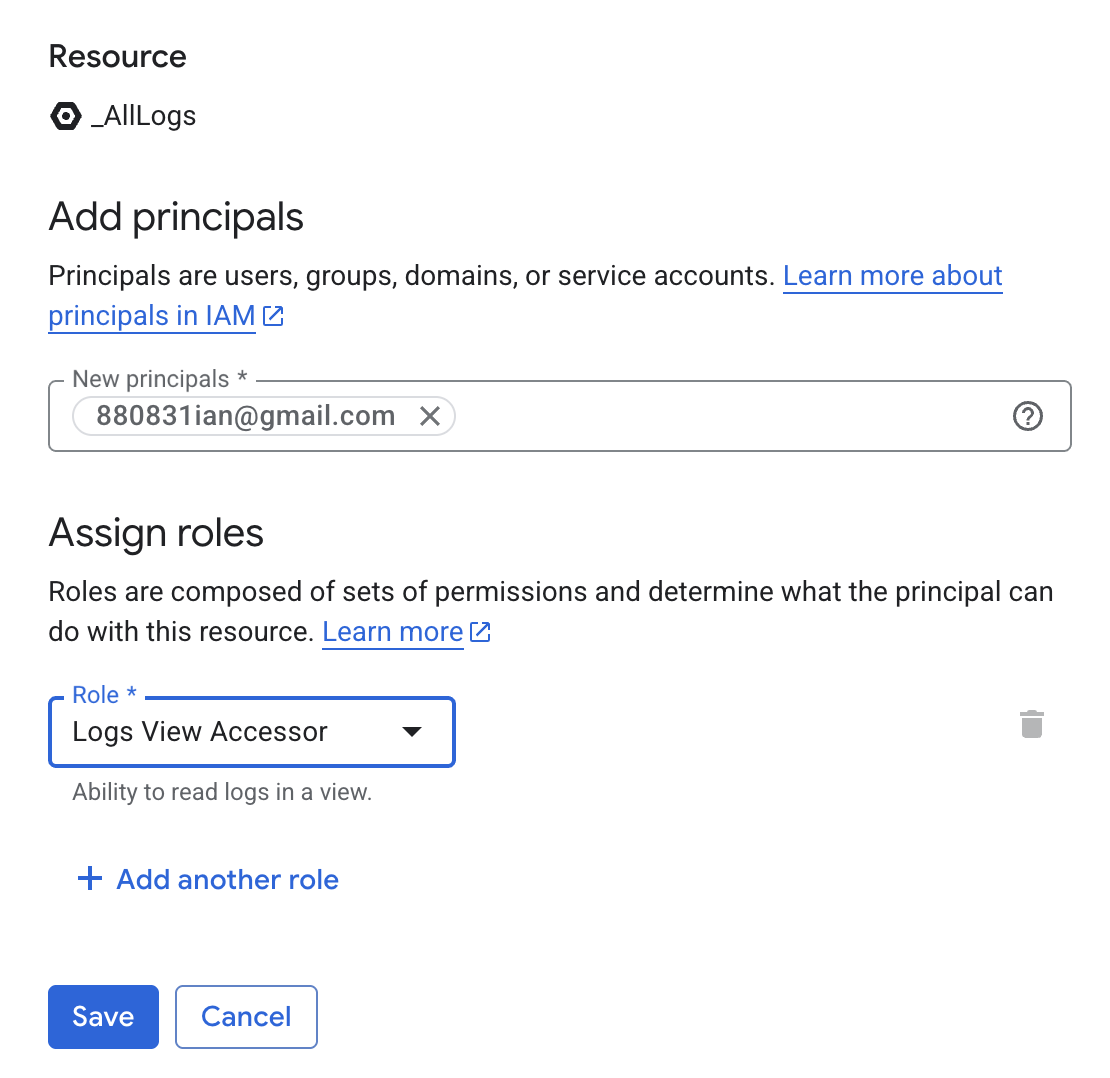 Resource
_AllLogs
Add principals
Principals are users, groups, domains, or service accounts. Learn more about
principals in IAM
New principals *
880831ian@gmail.com
Assign roles
Roles are composed of sets of permissions and determine what the principal can
do with this resource. Learn more
Role *
Logs View Accessor
Ability to read logs in a view.
+ Add another role
Save Cancel